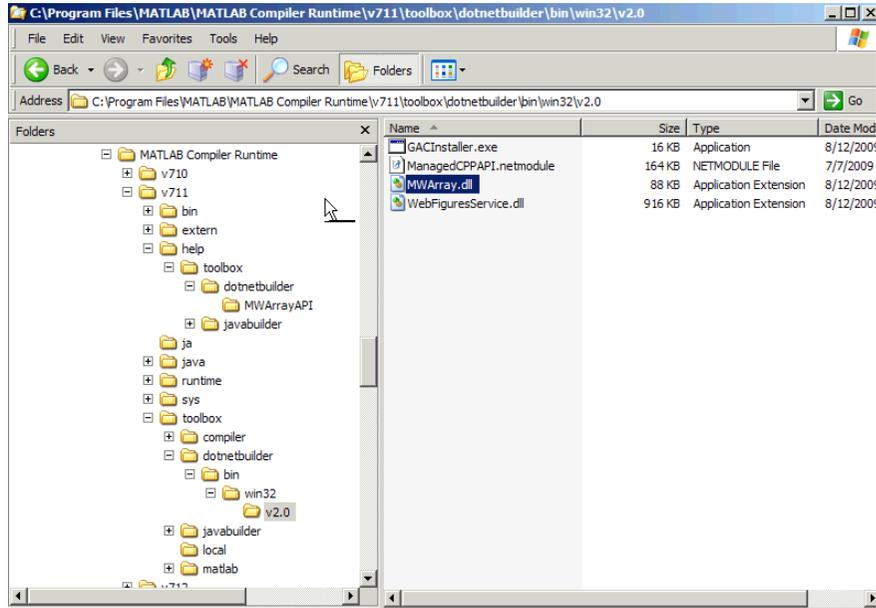 C:\Program Files\MATLAB\MATLAB Compiler Runtime\v711\toolbox\dotnetbuilder\bin\win32\v2.0
File Edit View Favorites Tools Help
Back Search Folders
Address C:\Program Files\MATLAB\MATLAB Compiler Runtime\v711\toolbox\dotnetbuilder\bin\win32\v2.0 Go
Folders
MATLAB Compiler Runtime
v710
v711
bin
extern
help
toolbox
dotnetbuilder
MWArrayAPI
javabuilder
ja
java
runtime
sys
toolbox
compiler
dotnetbuilder
bin
win32
v2.0
javabuilder
local
matlab
v712
Name Size Type Date Mod
GACInstaller.exe 16 KB Application 8/12/2009
ManagedCPPAPI.netmodule 164 KB NETMODULE File 7/7/2009
MWArray.dll 88 KB Application Extension 8/12/2009
WebFiguresService.dll 916 KB Application Extension 8/12/2009